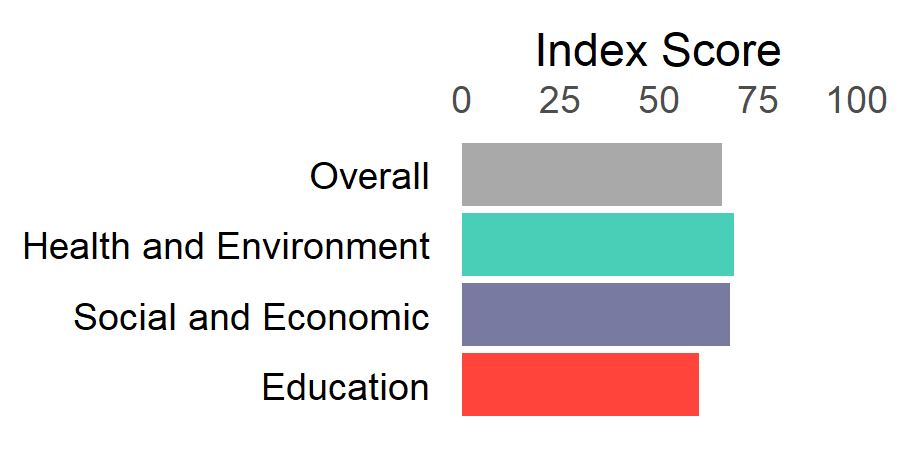 Index Score
0 25 50 75 100
Overall
Health and Environment
Social and Economic
Education